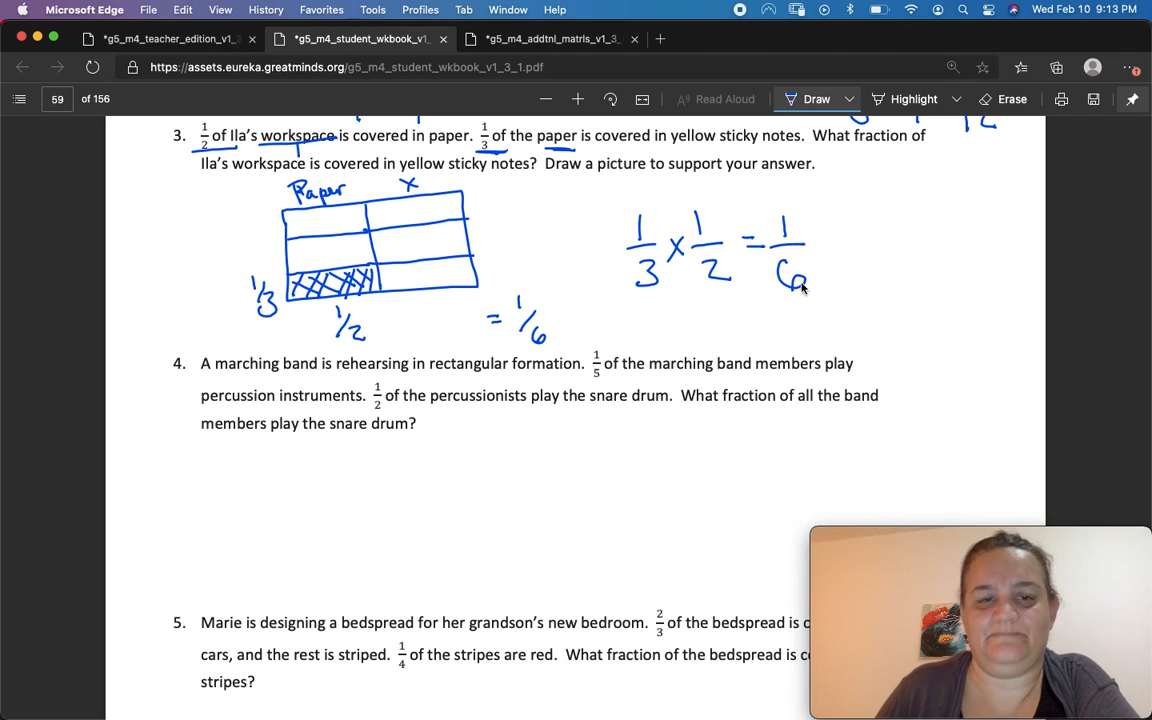 Microsoft Edge File Edit View History Favorites Tools Profiles Tab Window Help Wed Feb 10 9:13 PM
*g5_m4_teacher_edition_v1_3 *g5_m4_student_wkbook_v1_ *g5_m4_addtnl_matrls_v1_3_
https://assets.eureka.greatminds.org/g5_m4_student_wkbook_v1_3_1.pdf
59 of 156 Read Aloud Draw Highlight Erase
3. 1/2 of Ila's workspace is covered in paper. 1/3 of the paper is covered in yellow sticky notes. What fraction of
Ila's workspace is covered in yellow sticky notes? Draw a picture to support your answer.
Paper X
1/3 × 1/2 = 1/6
1/3
1/2 = 1/6
4. A marching band is rehearsing in rectangular formation. 1/5 of the marching band members play
percussion instruments. 1/2 of the percussionists play the snare drum. What fraction of all the band
members play the snare drum?
5. Marie is designing a bedspread for her grandson's new bedroom. 2/3 of the bedspread is c
cars, and the rest is striped. 1/4 of the stripes are red. What fraction of the bedspread is c
stripes?